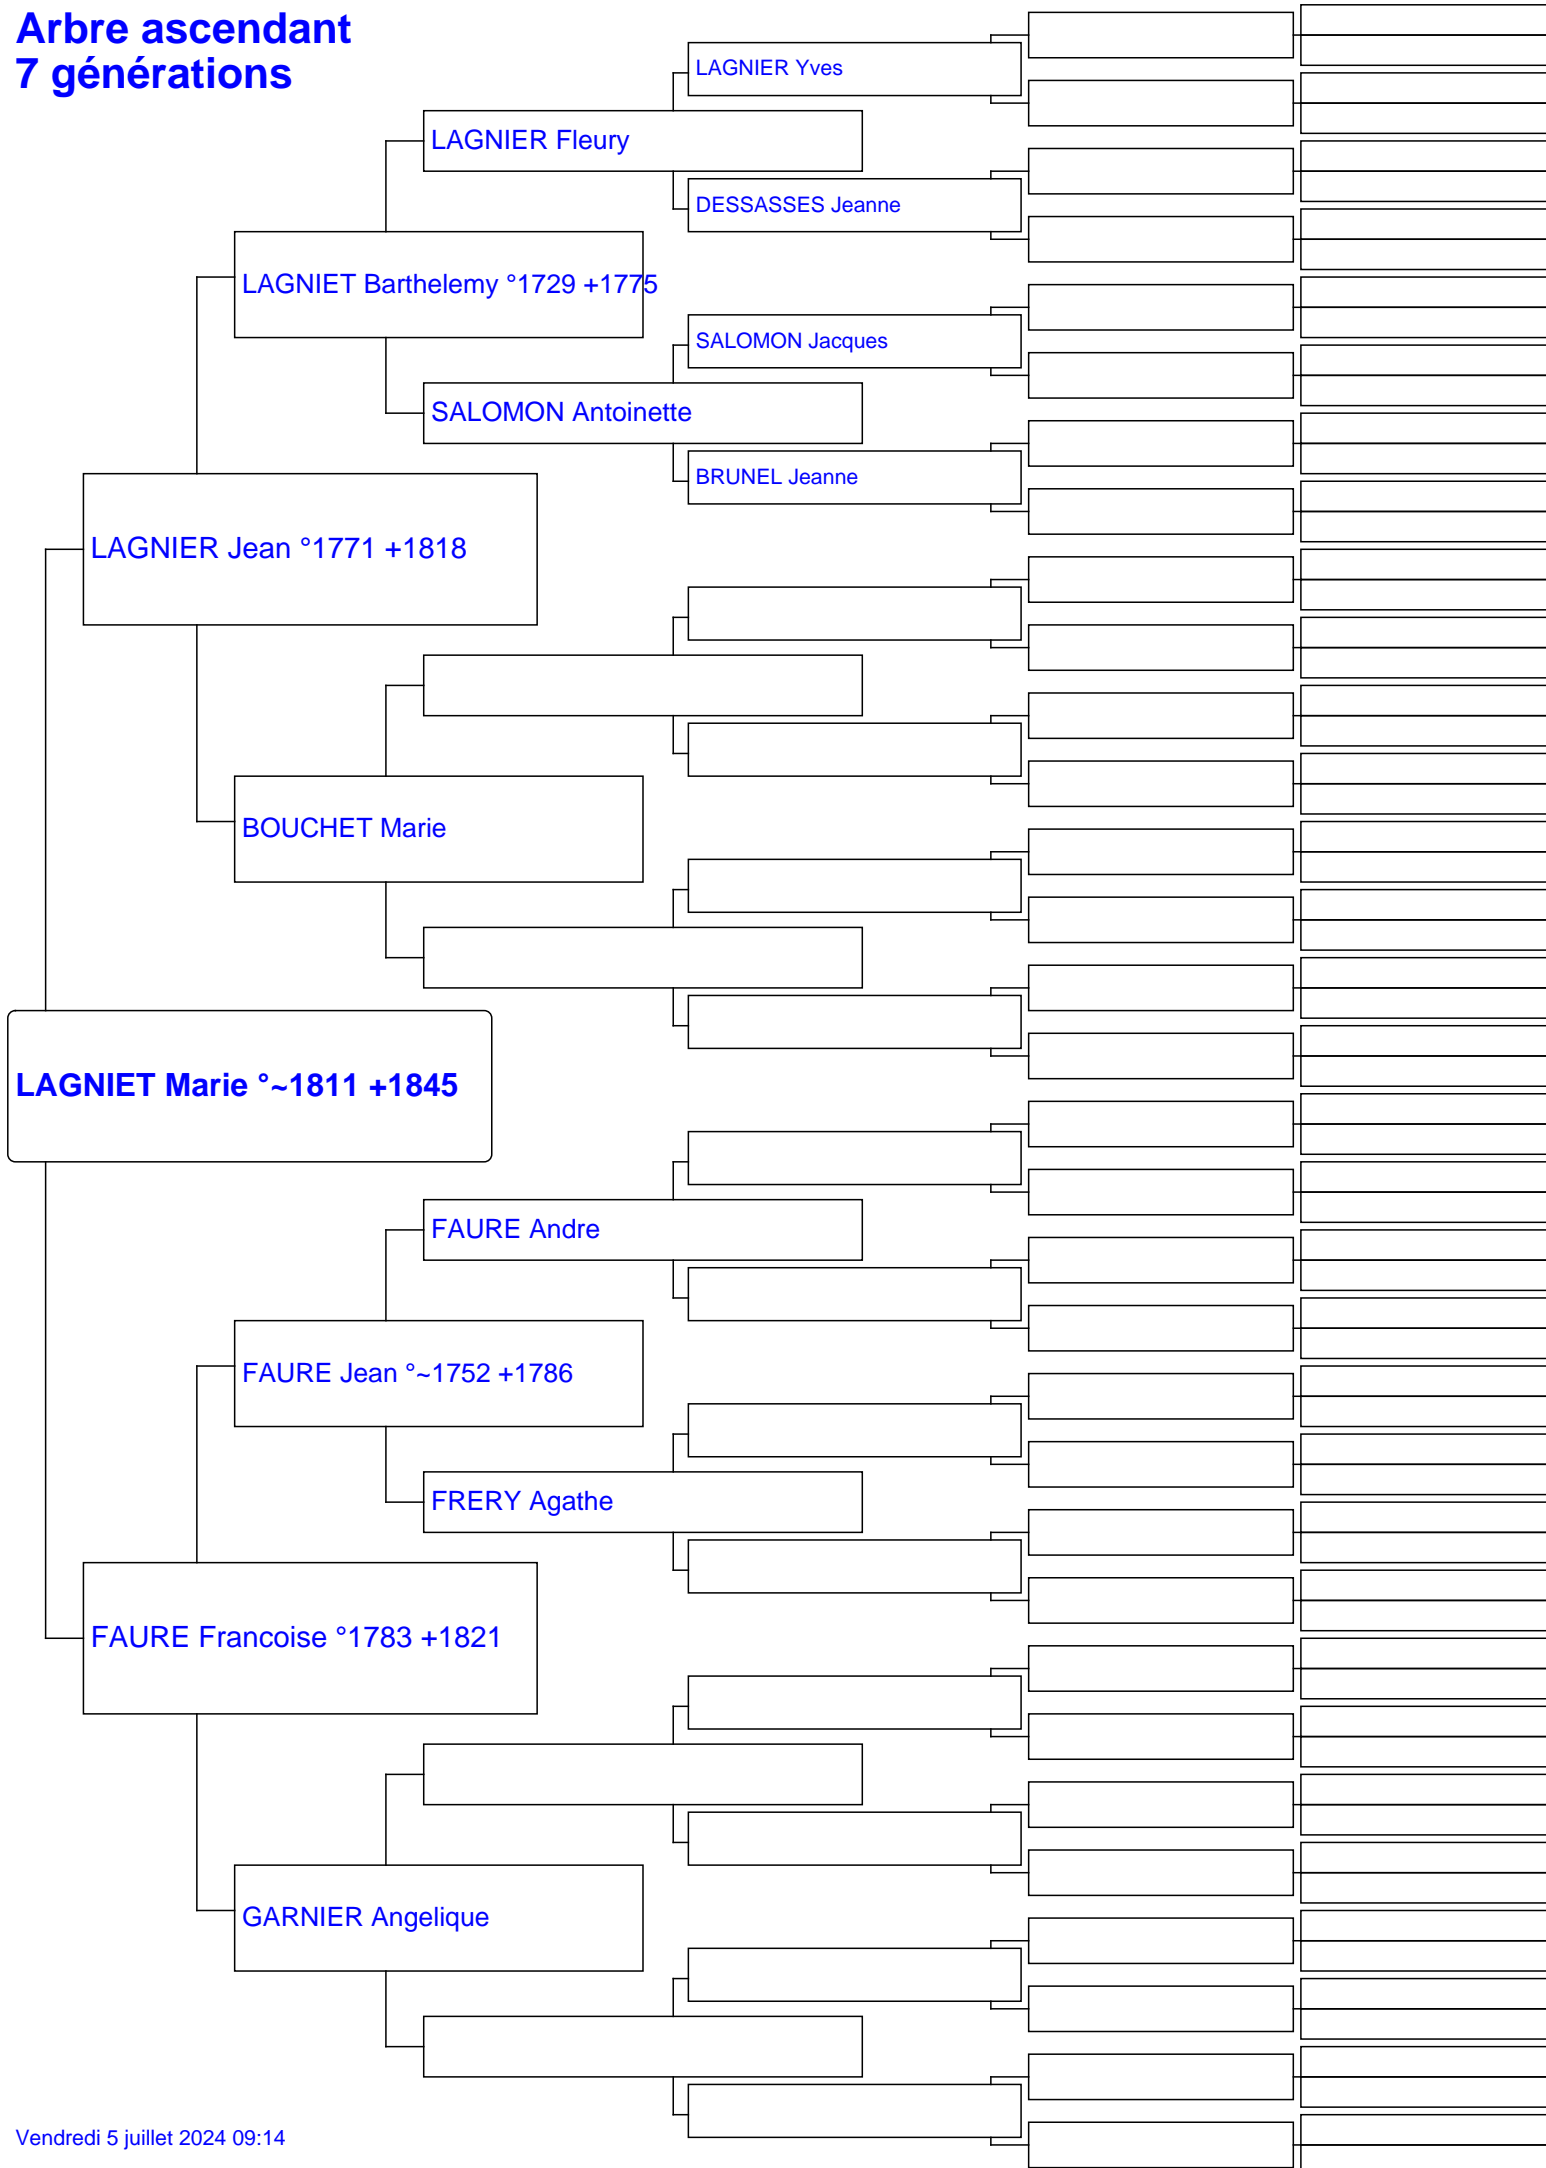 Arbre ascendant
7 générations
LAGNIER Yves
LAGNIER Fleury
DESSASSES Jeanne
LAGNIET Barthelemy °1729 +1775
SALOMON Jacques
SALOMON Antoinette
BRUNEL Jeanne
LAGNIER Jean °1771 +1818
BOUCHET Marie
LAGNIET Marie °~1811 +1845
FAURE Andre
FAURE Jean °~1752 +1786
FRERY Agathe
FAURE Francoise °1783 +1821
GARNIER Angelique
Vendredi 5 juillet 2024 09:14